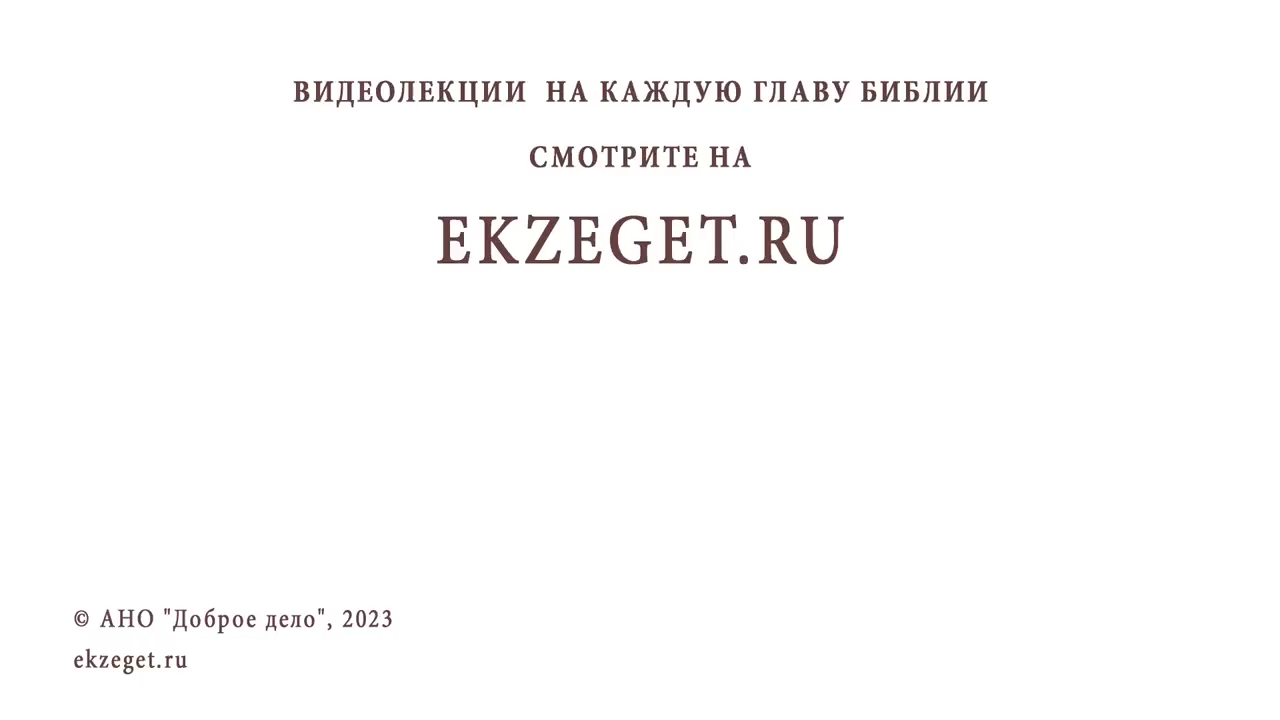 ВИДЕОЛЕКЦИИ НА КАЖДУЮ ГЛАВУ БИБЛИИ
СМОТРИТЕ НА
EKZEGET.RU
© АНО "Доброе дело", 2023
ekzeget.ru